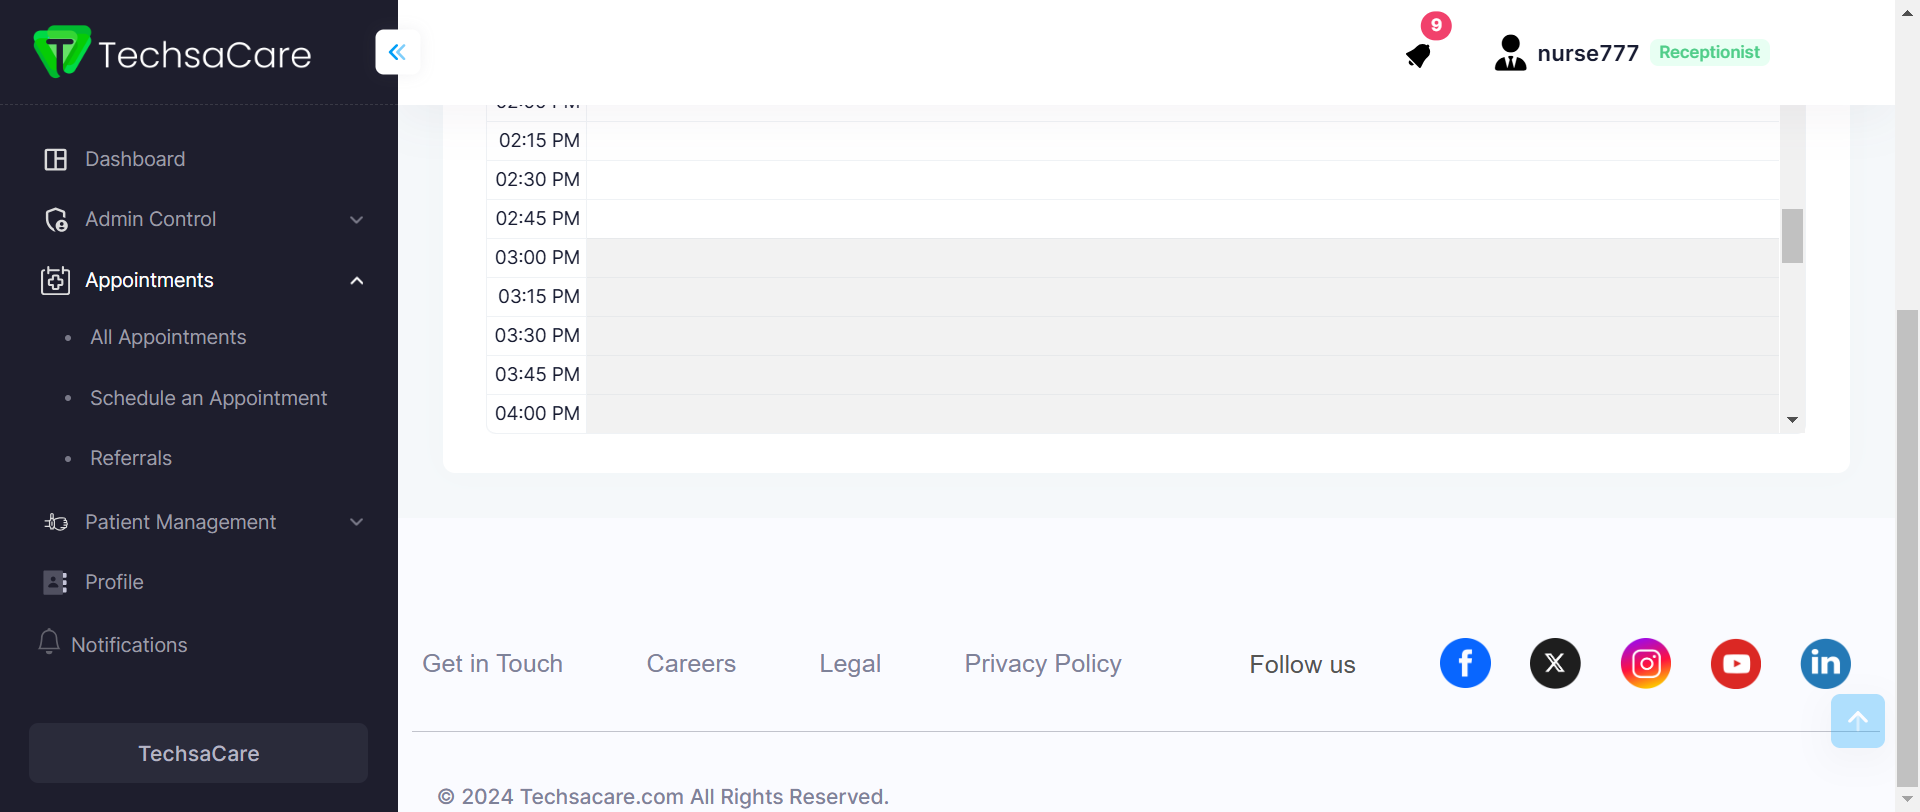 TechsaCare
9
nurse777 Receptionist
Dashboard
Admin Control
Appointments
All Appointments
Schedule an Appointment
Referrals
Patient Management
Profile
Notifications
TechsaCare
02:00 PM
02:15 PM
02:30 PM
02:45 PM
03:00 PM
03:15 PM
03:30 PM
03:45 PM
04:00 PM
Get in Touch Careers Legal Privacy Policy Follow us
© 2024 Techsacare.com All Rights Reserved.